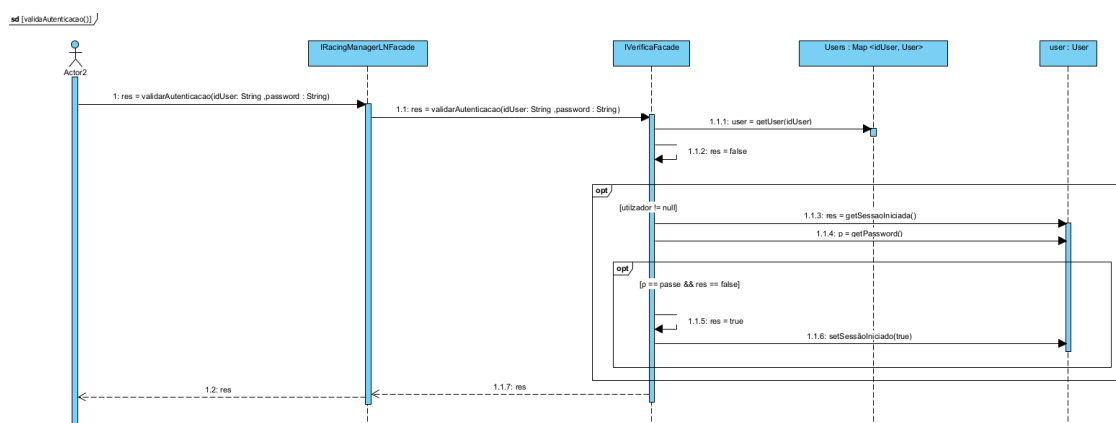 sd [validaAutenticacao()]
Actor2
IRacingManagerLNFacade
IVerificaFacade
Users : Map <idUser, User>
user : User
1: res = validarAutenticacao(idUser: String ,password : String)
1.1: res = validarAutenticacao(idUser: String ,password : String)
1.1.1: user = getUser(idUser)
1.1.2: res = false
opt
[utilzador != null]
1.1.3: res = getSessaoIniciada()
1.1.4: p = getPassword()
opt
[p == passe && res == false]
1.1.5: res = true
1.1.6: setSessãoIniciado(true)
1.1.7: res
1.2: res